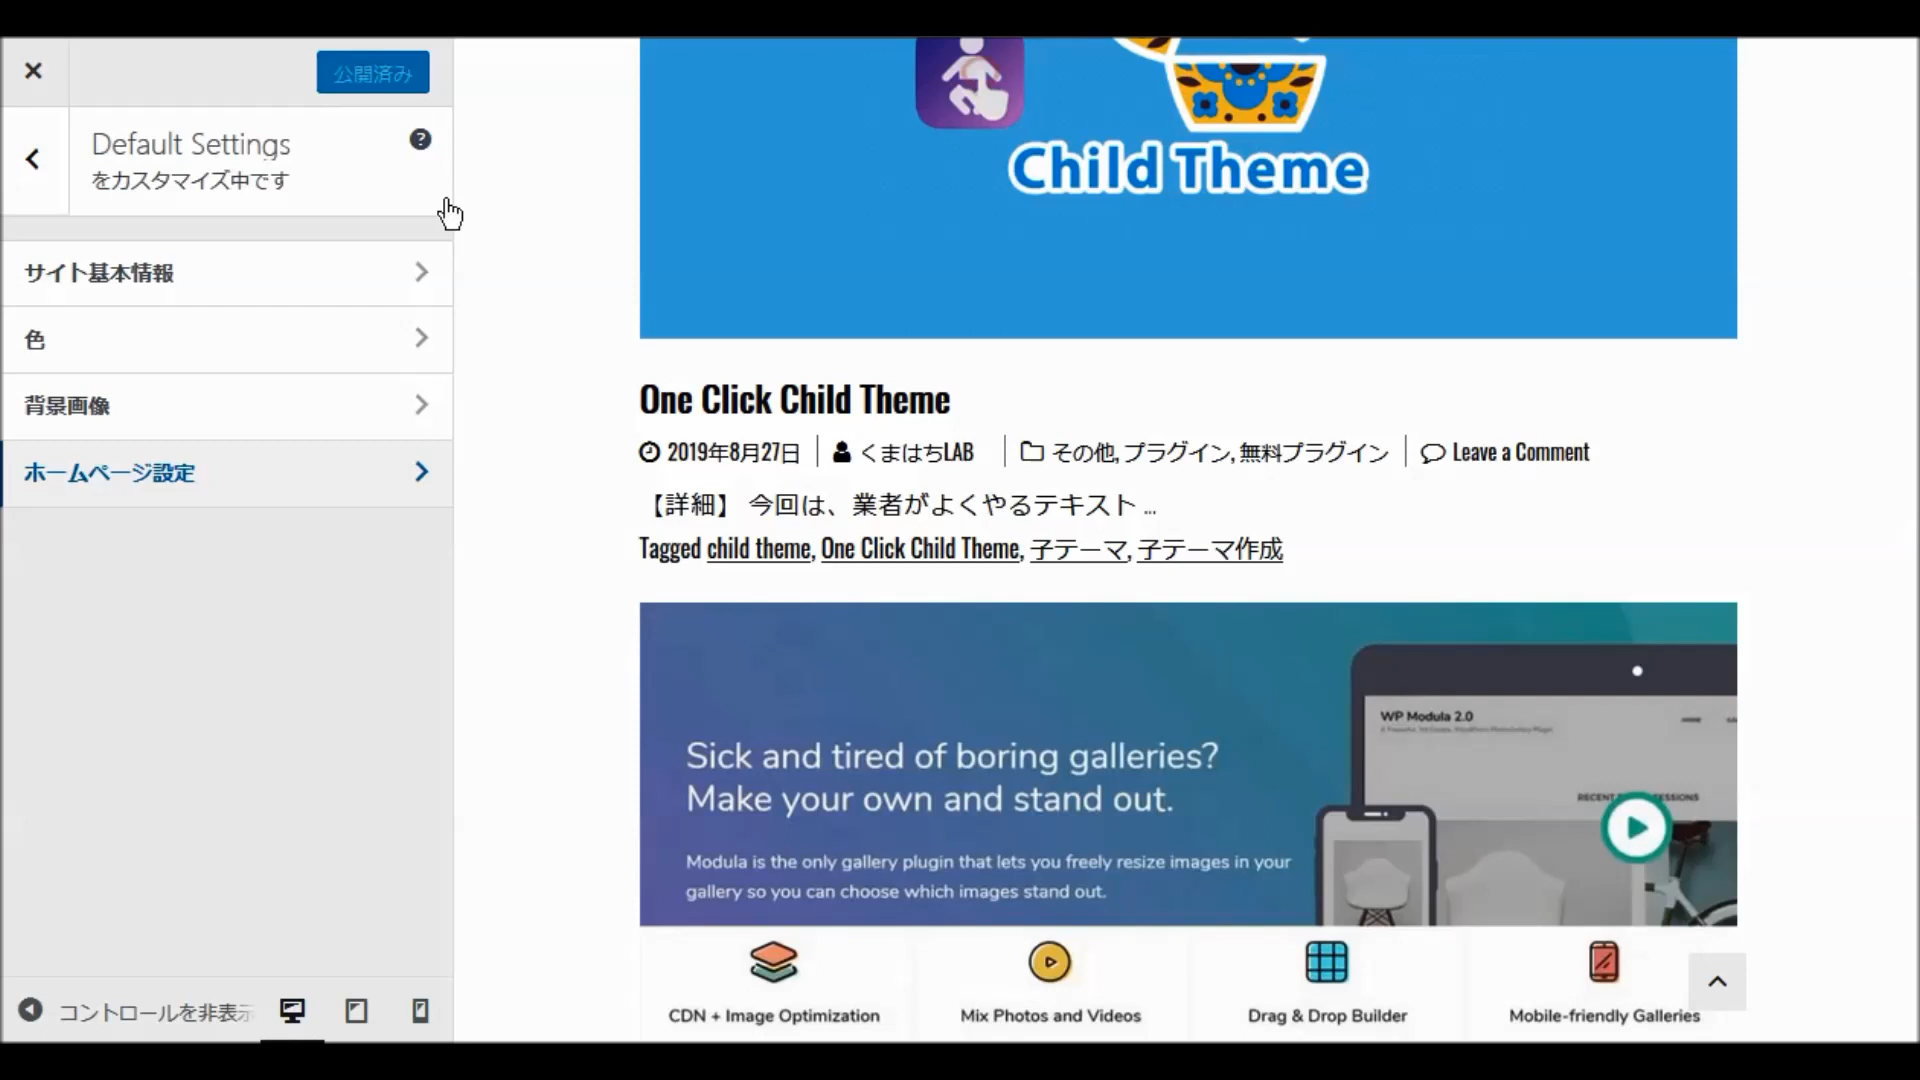 公開済み
Default Settings
をカスタマイズ中です
サイト基本情報
色
背景画像
ホームページ設定
コントロールを非表示
Child Theme
One Click Child Theme
2019年8月27日 くまはちLAB その他, プラグイン, 無料プラグイン Leave a Comment
【詳細】 今回は、業者がよくやるテキスト ...
Tagged child theme, One Click Child Theme, 子テーマ, 子テーマ作成
WP Modula 2.0
Sick and tired of boring galleries?
Make your own and stand out.
Modula is the only gallery plugin that lets you freely resize images in your
gallery so you can choose which images stand out.
CDN + Image Optimization
Mix Photos and Videos
Drag & Drop Builder
Mobile-friendly Galleries